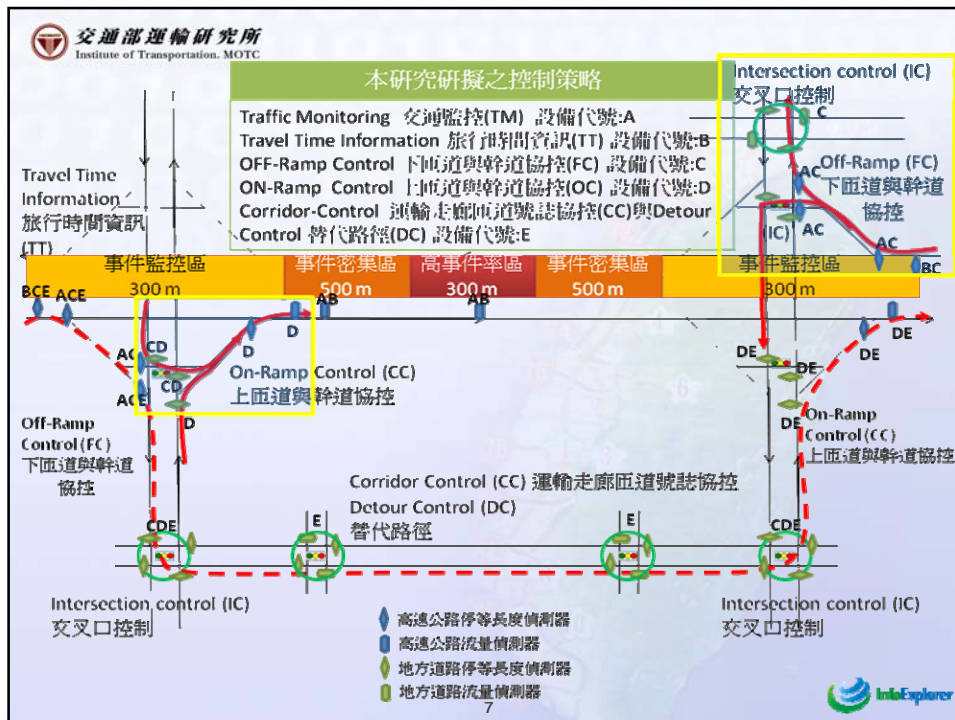 交通部運輸研究所
Institute of Transportation. MOTC
本研究研擬之控制策略
Traffic Monitoring 交通監控(TM) 設備代號:A
Travel Time Information 旅行時間資訊(TT) 設備代號:B
OFF-Ramp Control 下匝道與幹道協控(FC) 設備代號:C
ON-Ramp Control 上匝道與幹道協控(OC) 設備代號:D
Corridor-Control 運輸走廊匝道號誌協控(CC)與Detour
Control 替代路徑(DC) 設備代號:E
Intersection control (IC)
交叉口控制
C
Off-Ramp (FC)
下匝道與幹道
協控
AC
(IC)
AC
AC
BC
Travel Time
Information
旅行時間資訊
(TT)
事件監控區
300 m
事件密集區
500 m
高事件率區
300 m
事件密集區
500 m
事件監控區
300 m
BCE
ACE
D
AB
AB
DE
D
DE
AC
CD
CD
ACE
D
On-Ramp Control (CC)
上匝道與幹道協控
DE
DE
DE
Off-Ramp
Control (FC)
下匝道與幹道
協控
On-Ramp
Control (CC)
上匝道與幹道協控
Corridor Control (CC) 運輸走廊匝道號誌協控
Detour Control (DC)
替代路徑
CDE
E
E
CDE
Intersection control (IC)
交叉口控制
Intersection control (IC)
交叉口控制
高速公路停等長度偵測器
高速公路流量偵測器
地方道路停等長度偵測器
地方道路流量偵測器
7
InfoExplorer